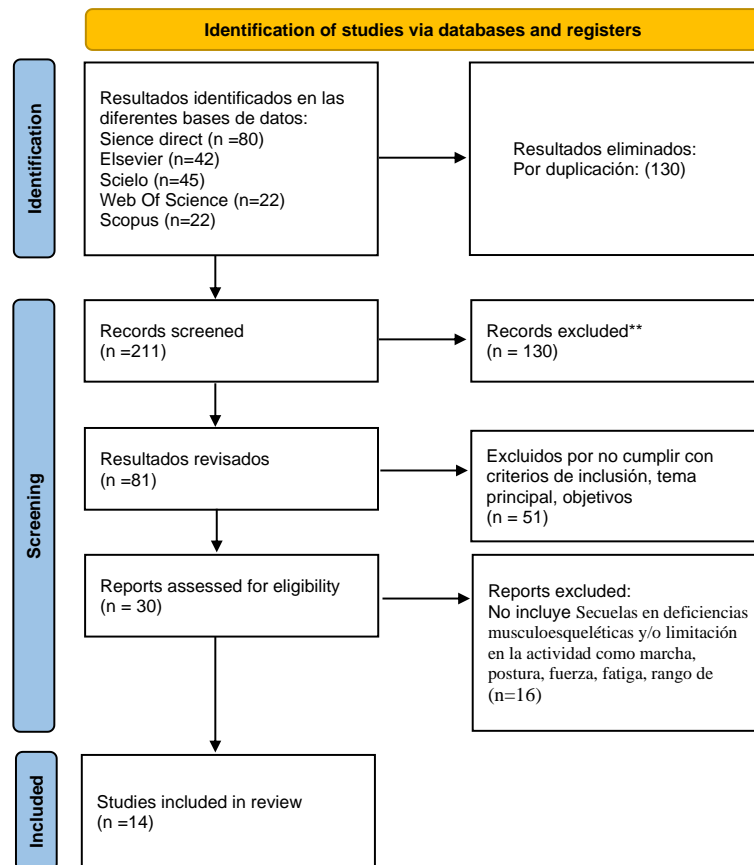 Identification of studies via databases and registers
Identification
Resultados identificados en las
diferentes bases de datos:
Sience direct (n =80)
Elsevier (n=42)
Scielo (n=45)
Web Of Science (n=22)
Scopus (n=22)
Resultados eliminados:
Por duplicación: (130)
Screening
Records screened
(n =211)
Records excluded**
(n = 130)
Resultados revisados
(n =81)
Excluidos por no cumplir con
criterios de inclusión, tema
principal, objetivos
(n = 51)
Reports assessed for eligibility
(n = 30)
Reports excluded:
No incluye Secuelas en deficiencias
musculoesqueléticas y/o limitación
en la actividad como marcha,
postura, fuerza, fatiga, rango de
(n=16)
Included
Studies included in review
(n =14)